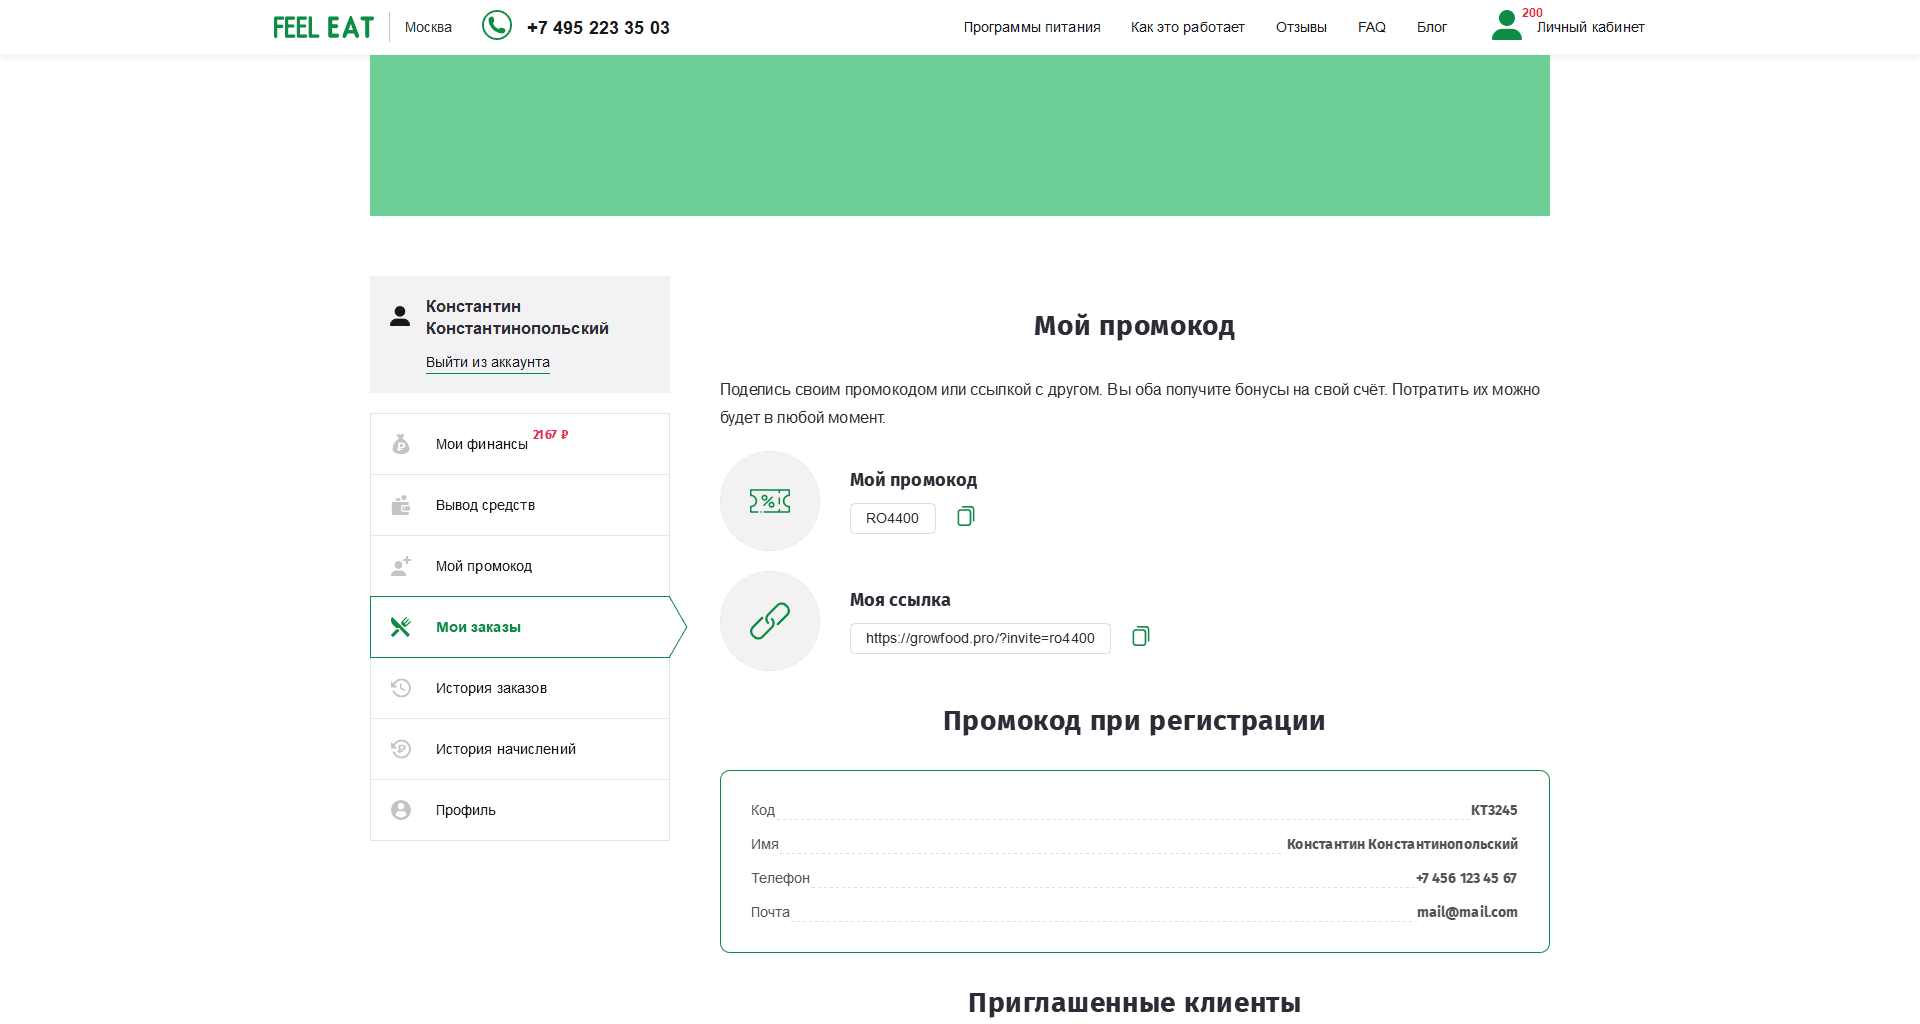 FEEL EAT
Москва
+7 495 223 35 03
Программы питания
Как это работает
Отзывы
FAQ
Блог
200
Личный кабинет
Константин
Константинопольский
Выйти из аккаунта
Мои финансы 2167 ₽
Вывод средств
Мой промокод
Мои заказы
История заказов
История начислений
Профиль
Мой промокод
Поделись своим промокодом или ссылкой с другом. Вы оба получите бонусы на свой счёт. Потратить их можно
будет в любой момент.
Мой промокод
RO4400
Моя ссылка
https://growfood.pro/?invite=ro4400
Промокод при регистрации
Код KT3245
Имя Константин Константинопольский
Телефон +7 456 123 45 67
Почта mail@mail.com
Приглашенные клиенты